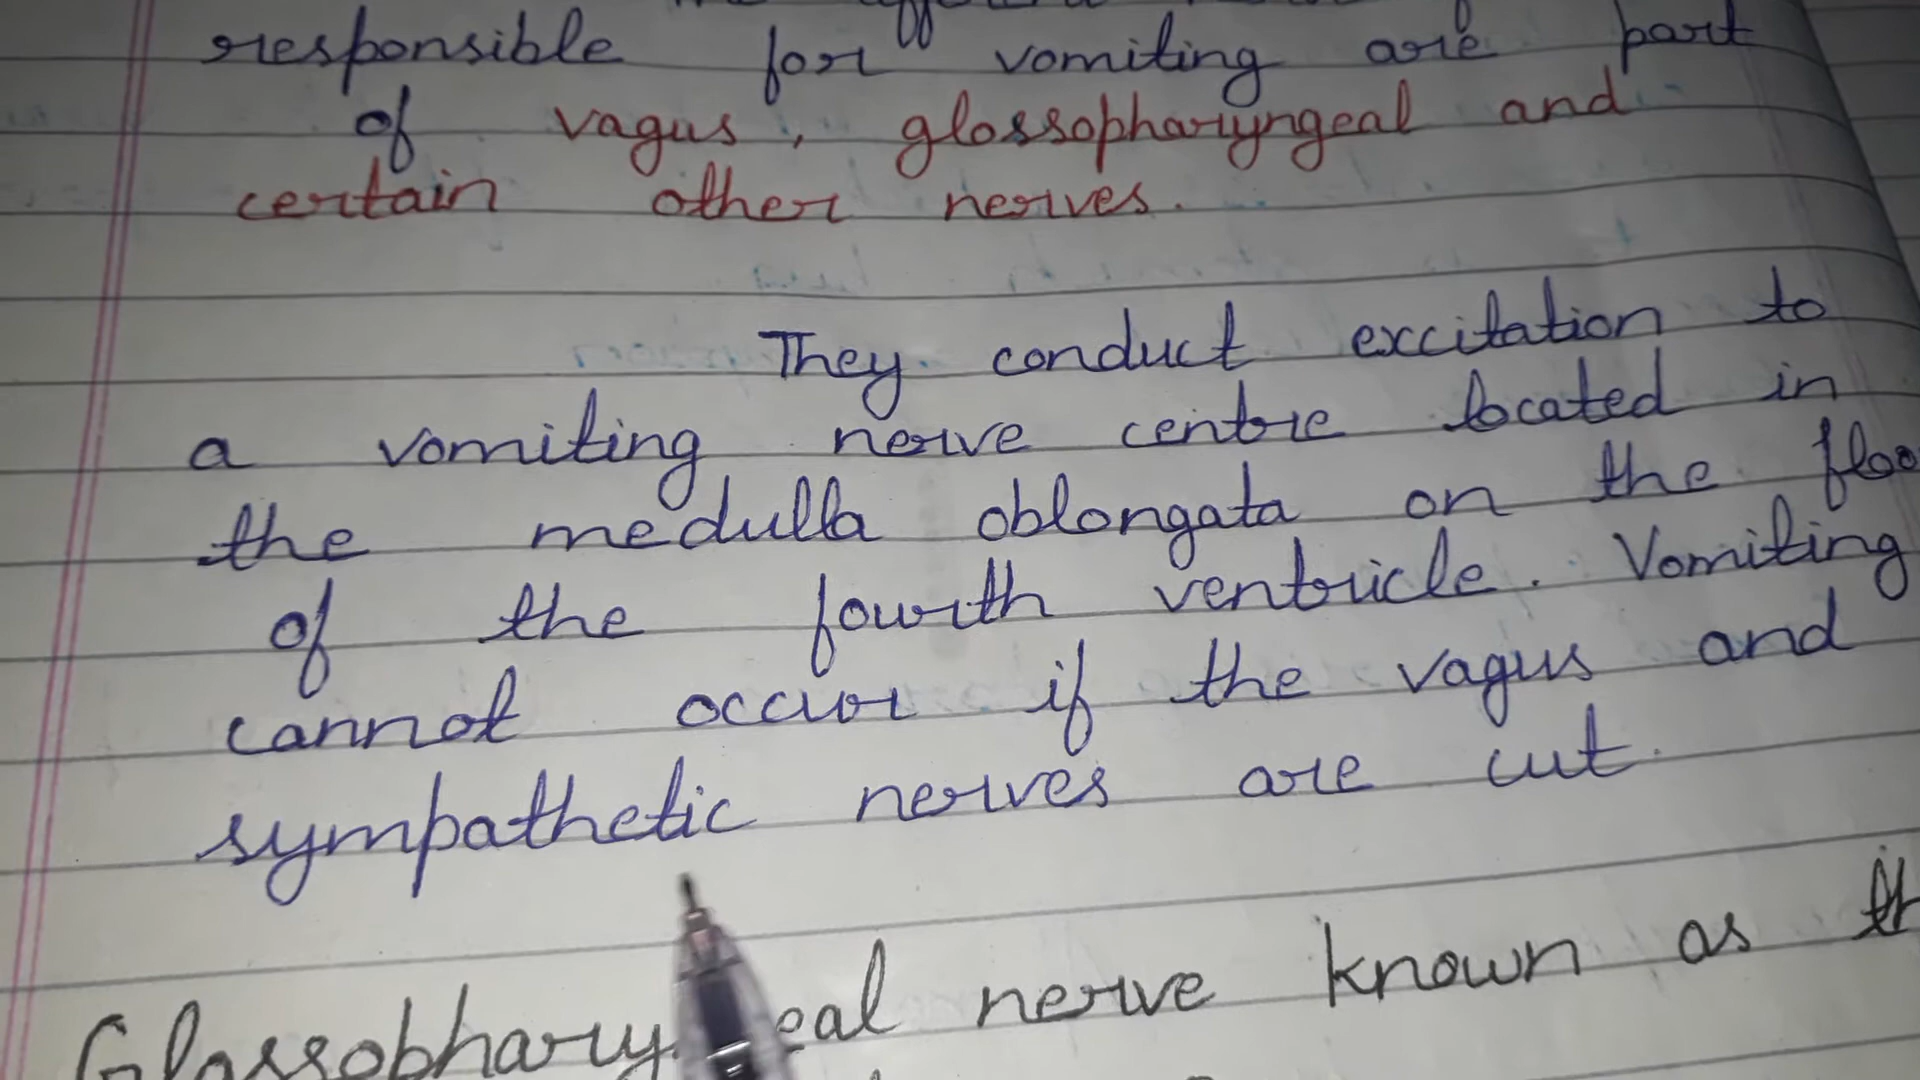 responsible for vomiting are part
of vagus, glossopharyngeal and
certain other nerves.
They conduct excitation to
a vomiting nerve centre located in
the medulla oblongata on the floo
of the fourth ventricle. Vomiting
cannot occur if the vagus and
sympathetic nerves are cut.
nerve known as th